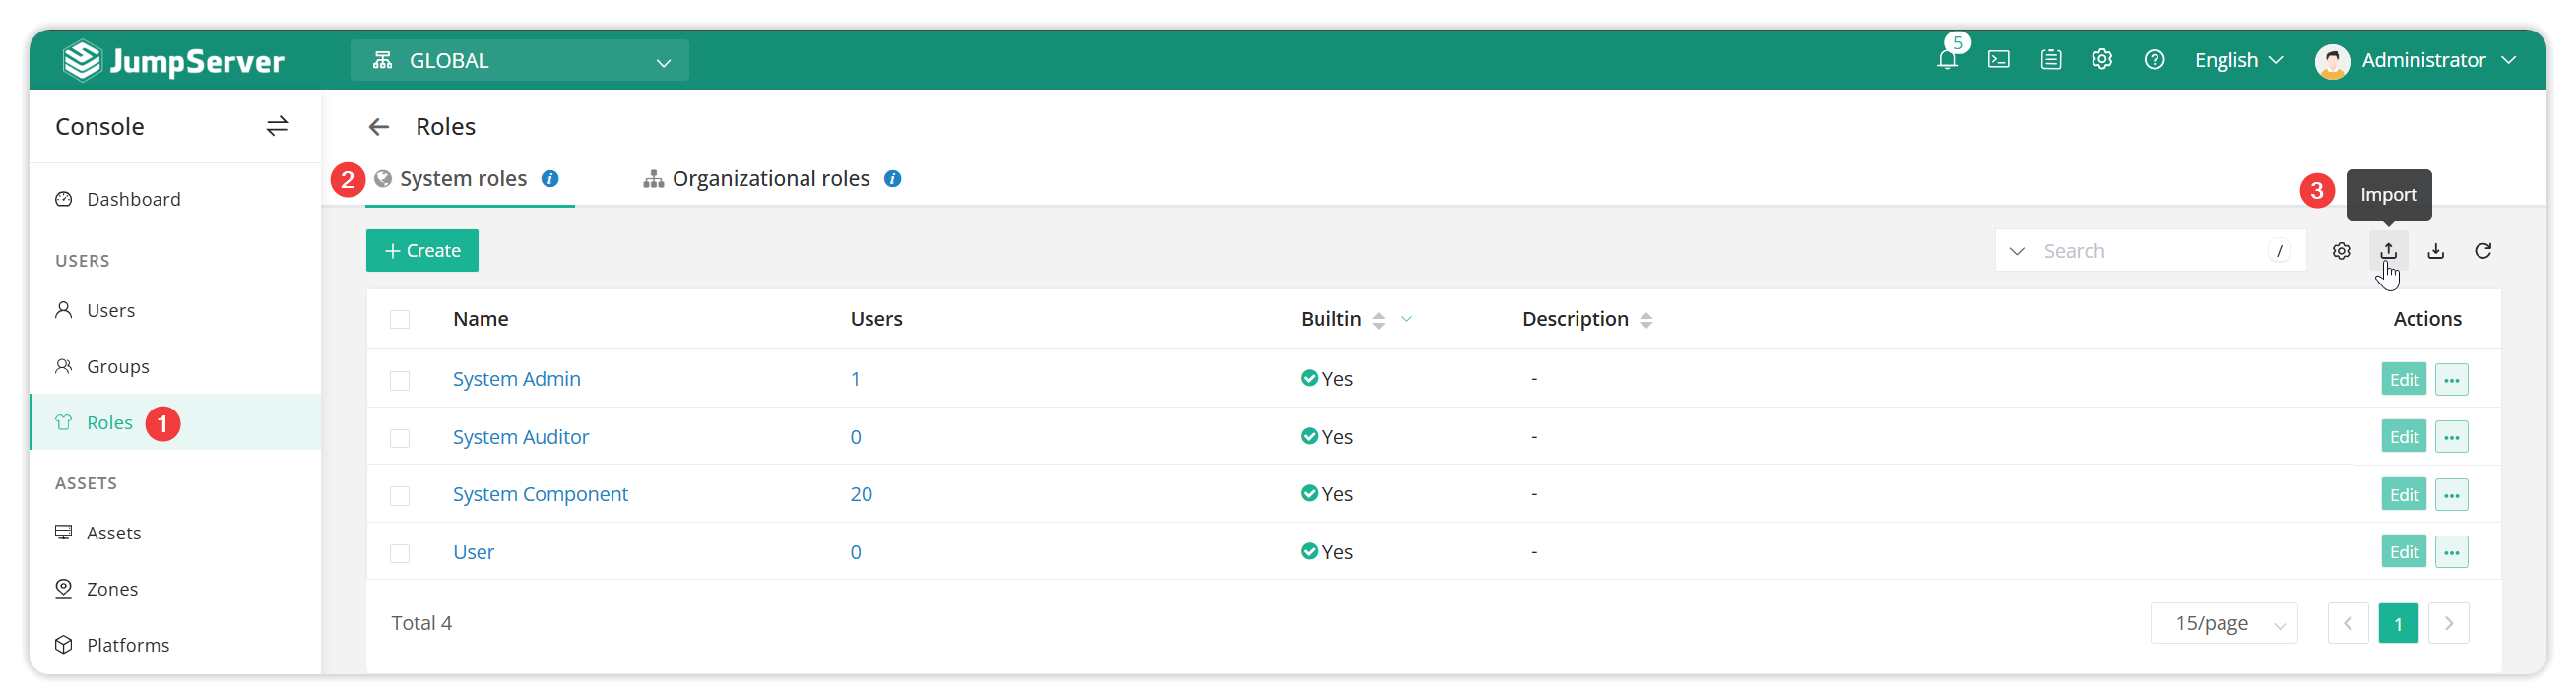 JumpServer GLOBAL 5 English Administrator
Console
Roles
2 System roles Organizational roles
3 Import
Dashboard
USERS
+ Create Search /
Users
Name Users Builtin Description Actions
Groups
System Admin 1 Yes - Edit ...
Roles 1
System Auditor 0 Yes - Edit ...
ASSETS
System Component 20 Yes - Edit ...
Assets
User 0 Yes - Edit ...
Zones
Total 4 15/page 1
Platforms